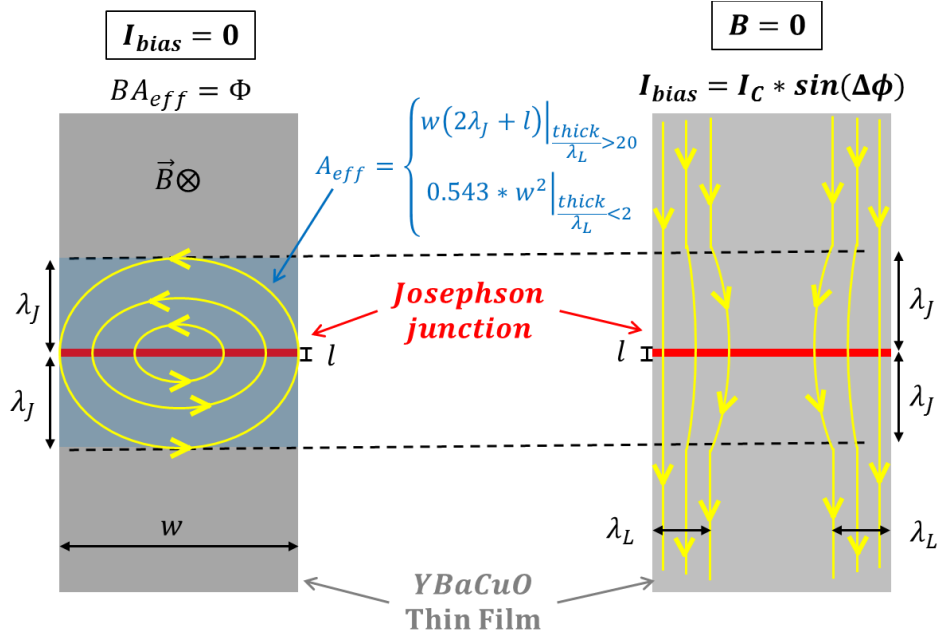 I_bias = 0
B = 0
BA_eff = Φ
I_bias = I_C * sin(Δϕ)
A_eff = { w(2λ_J + l)|_{thick/λ_L >20}
0.543 * w²|_{thick/λ_L <2}
B⃗⊗
λ_J
λ_J
Josephson
junction
l
l
λ_J
λ_J
w
λ_L
λ_L
YBaCuO
Thin Film